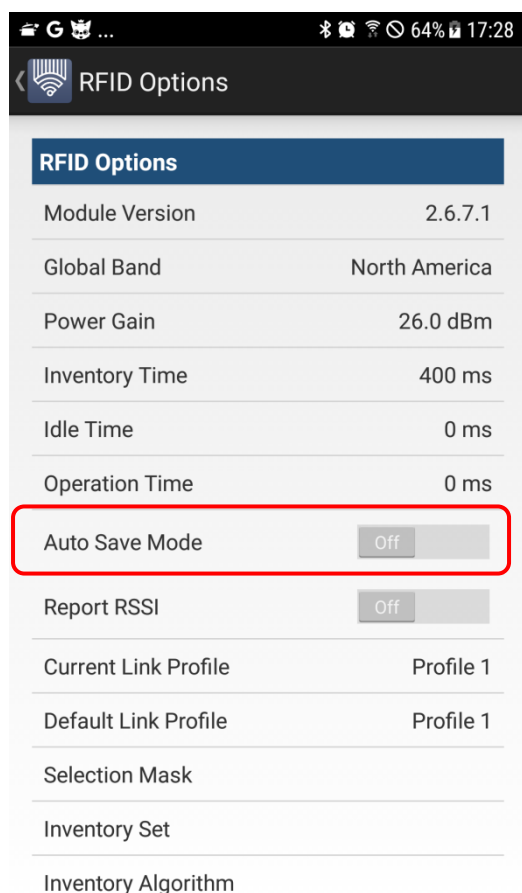 G ... 64% 17:28
RFID Options
RFID Options
Module Version 2.6.7.1
Global Band North America
Power Gain 26.0 dBm
Inventory Time 400 ms
Idle Time 0 ms
Operation Time 0 ms
Auto Save Mode Off
Report RSSI Off
Current Link Profile Profile 1
Default Link Profile Profile 1
Selection Mask
Inventory Set
Inventory Algorithm